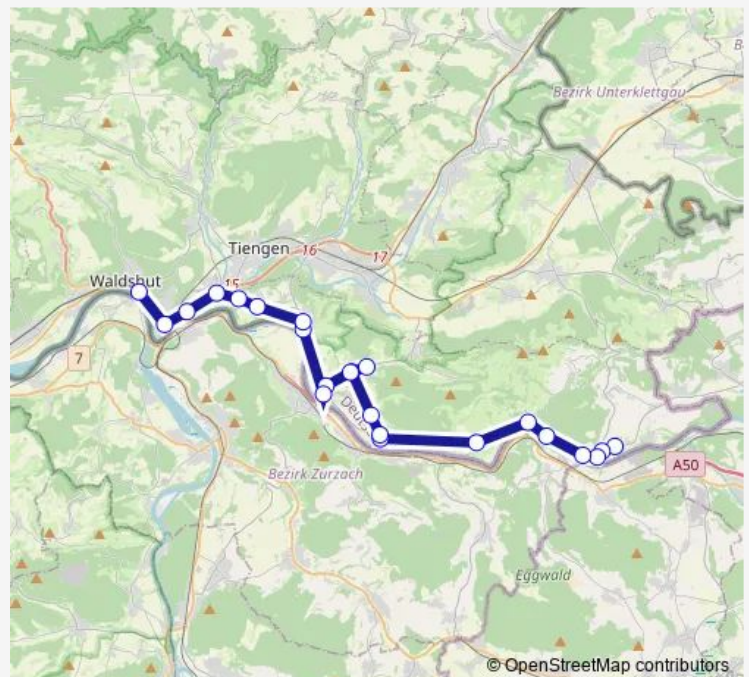 Bezirk Unterklettgau
Tiengen
16
17
15
Waldshut
7
Bezirk Zurzach
A50
Eggwald
© OpenStreetMap contributors